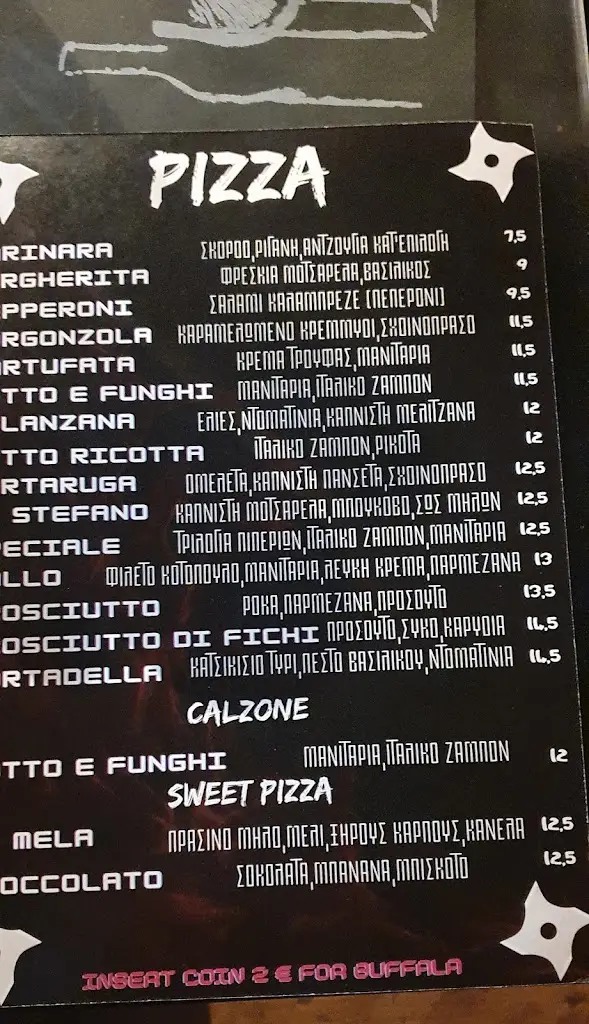 PIZZA
RINARA ΣΚΟΡΔΟ,ΡΙΓΑΝΗ,ΑΝΤΖΟΥΓΙΑ ΚΑΤ'ΕΠΙΛΟΓΗ 7,5
RGHERITA ΦΡΕΣΚΙΑ ΜΟΤΣΑΡΕΛΑ,ΒΑΣΙΛΙΚΟΣ 9
PPERONI ΣΑΛΑΜΙ ΚΑΛΑΜΠΡΕΖΕ (ΠΕΠΕΡΟΝΙ) 9,5
RGONZOLA ΚΑΡΑΜΕΛΩΜΕΝΟ ΚΡΕΜΜΥΔΙ,ΣΧΟΙΝΟΠΡΑΣΟ 11,5
RTUFATA ΚΡΕΜΑ ΤΡΟΥΦΑΣ,ΜΑΝΙΤΑΡΙΑ 11,5
TTO E FUNGHI ΜΑΝΙΤΑΡΙΑ,ΙΤΑΛΙΚΟ ΖΑΜΠΟΝ 11,5
LANZANA ΕΛΙΕΣ,ΝΤΟΜΑΤΙΝΙΑ,ΚΑΠΝΙΣΤΗ ΜΕΛΙΤΖΑΝΑ 12
TTO RICOTTA ΙΤΑΛΙΚΟ ΖΑΜΠΟΝ,ΡΙΚΟΤΑ 12
RTARUGA ΟΜΕΛΕΤΑ,ΚΑΠΝΙΣΤΗ ΠΑΝΣΕΤΑ,ΣΧΟΙΝΟΠΡΑΣΟ 12,5
STEFANO ΚΑΠΝΙΣΤΗ ΜΟΤΣΑΡΕΛΑ,ΜΠΟΥΚΟΒΟ,ΣΩΣ ΜΗΛΩΝ 12,5
ECIALE ΤΡΙΛΟΓΙΑ ΠΙΠΕΡΙΩΝ,ΙΤΑΛΙΚΟ ΖΑΜΠΟΝ,ΜΑΝΙΤΑΡΙΑ 12,5
OLLO ΦΙΛΕΤΟ ΚΟΤΟΠΟΥΛΟ,ΜΑΝΙΤΑΡΙΑ,ΛΕΥΚΗ ΚΡΕΜΑ,ΠΑΡΜΕΖΑΝΑ 13
OSCIUTTO ΡΟΚΑ,ΠΑΡΜΕΖΑΝΑ,ΠΡΟΣΟΥΤΟ 13,5
OSCIUTTO DI FICHI ΠΡΟΣΟΥΤΟ,ΣΥΚΟ,ΚΑΡΥΔΙΑ 14,5
RTADELLA ΚΑΤΣΙΚΙΣΙΟ ΤΥΡΙ,ΠΕΣΤΟ ΒΑΣΙΛΙΚΟΥ,ΝΤΟΜΑΤΙΝΙΑ 14,5
CALZONE
TTO E FUNGHI ΜΑΝΙΤΑΡΙΑ,ΙΤΑΛΙΚΟ ΖΑΜΠΟΝ 12
SWEET PIZZA
MELA ΠΡΑΣΙΝΟ ΜΗΛΟ,ΜΕΛΙ,ΞΗΡΟΥΣ ΚΑΡΠΟΥΣ,ΚΑΝΕΛΑ 12,5
OCCOLATO ΣΟΚΟΛΑΤΑ,ΜΠΑΝΑΝΑ,ΜΠΙΣΚΟΤΟ 12,5
INSERT COIN 2 € FOR BUFFALA